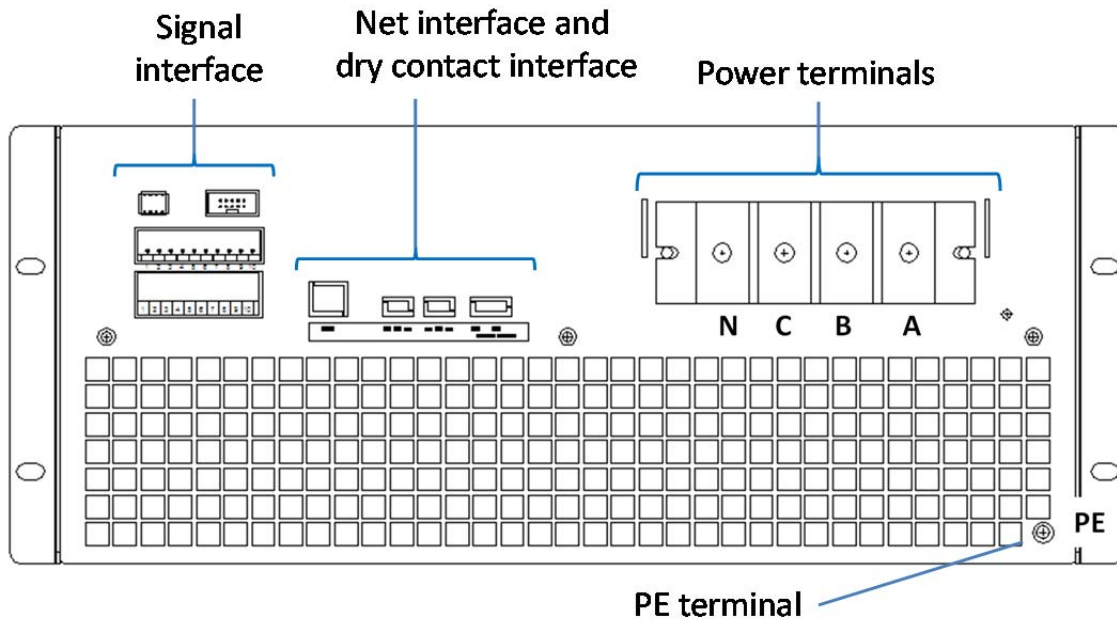 Signal
interface
Net interface and
dry contact interface
Power terminals
N C B A
PE
PE terminal